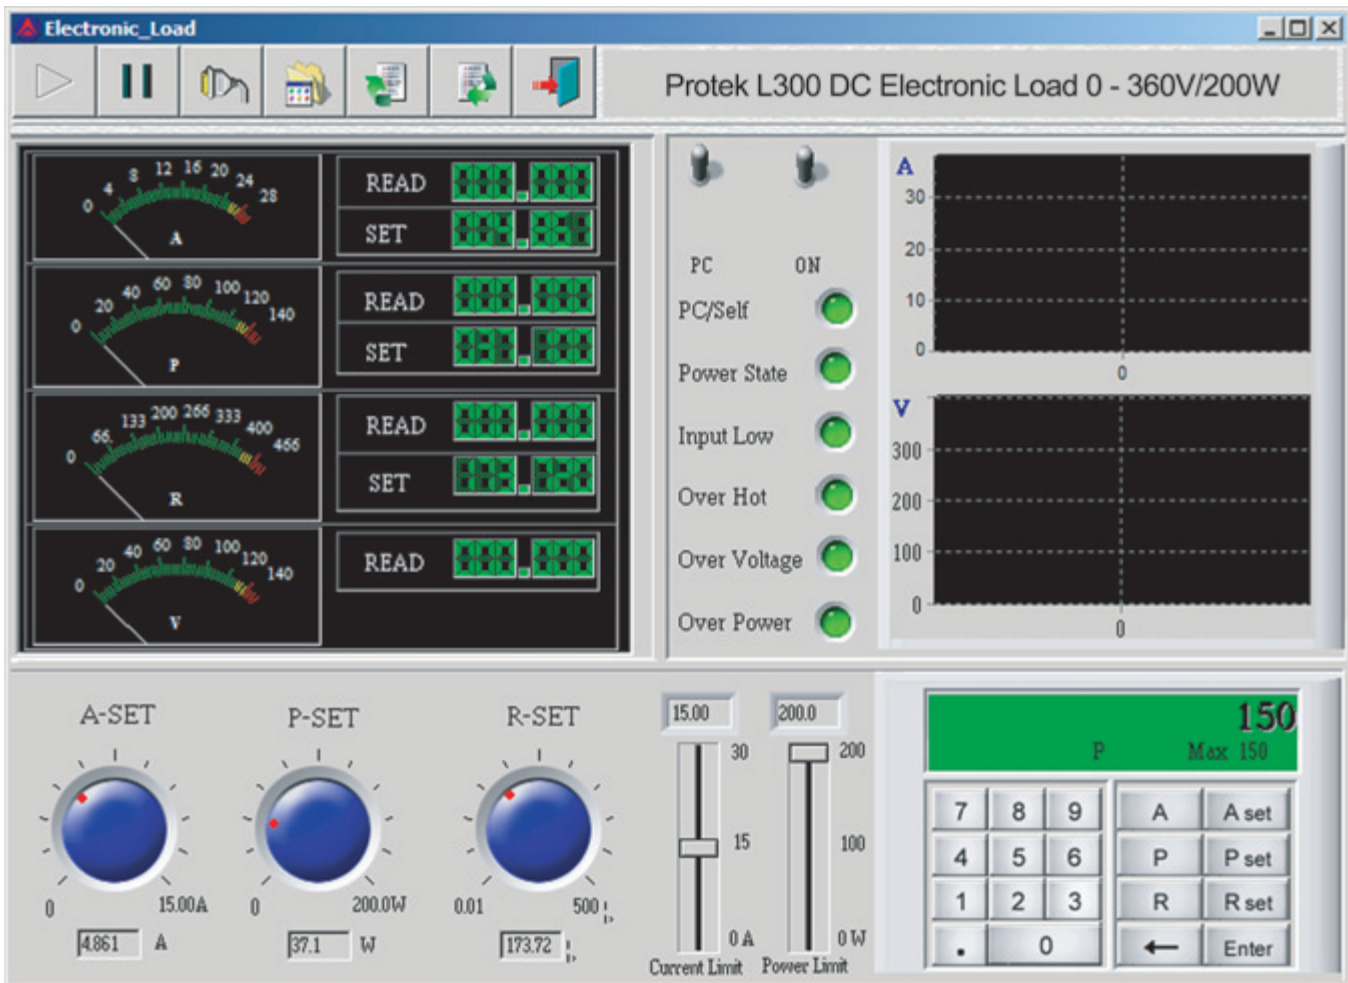 Electronic_Load
Protek L300 DC Electronic Load 0 - 360V/200W
0 4 8 12 16 20 24 28
A
READ
SET
0 20 40 60 80 100 120 140
P
READ
SET
0 66 133 200 266 333 400 466
R
READ
SET
0 20 40 60 80 100 120 140
V
READ
PC ON
PC/Self
Power State
Input Low
Over Hot
Over Voltage
Over Power
A
30
20
10
0
0
V
300
200
100
0
0
A-SET
0 15.00A
4.861 A
P-SET
0 200.0W
37.1 W
R-SET
0.01 500
173.72
15.00
30
15
0 A
Current Limit
200.0
200
100
0 W
Power Limit
150
P Max 150
7 8 9 A A set
4 5 6 P P set
1 2 3 R R set
. 0 ← Enter